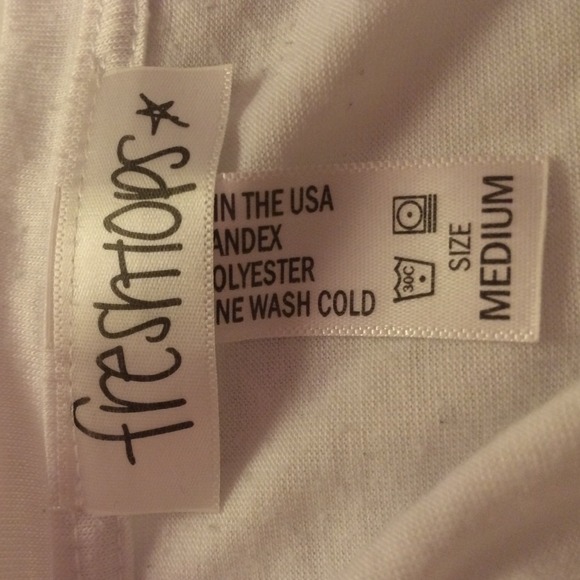 freshtops
IN THE USA
ANDEX
OLYESTER
NE WASH COLD
30C
SIZE
MEDIUM